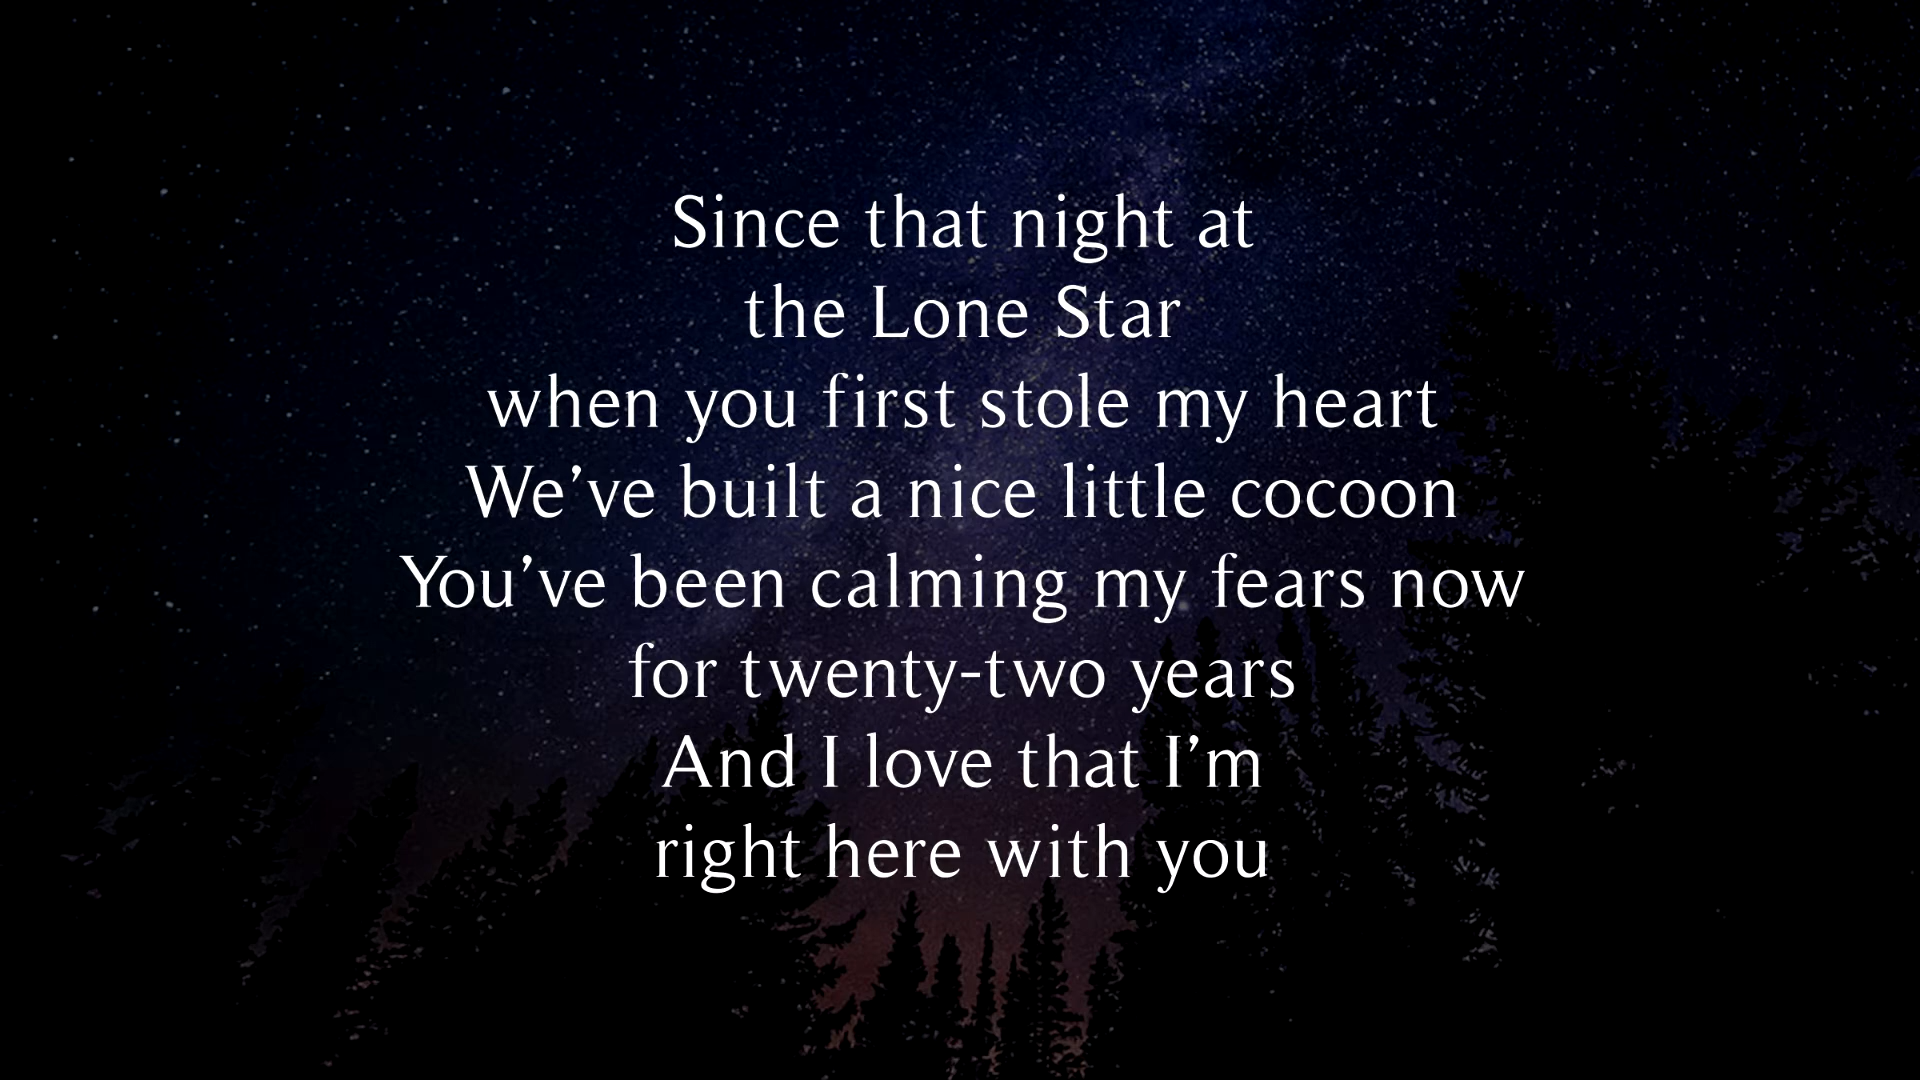 Since that night at
the Lone Star
when you first stole my heart
We’ve built a nice little cocoon
You’ve been calming my fears now
for twenty-two years
And I love that I’m
right here with you